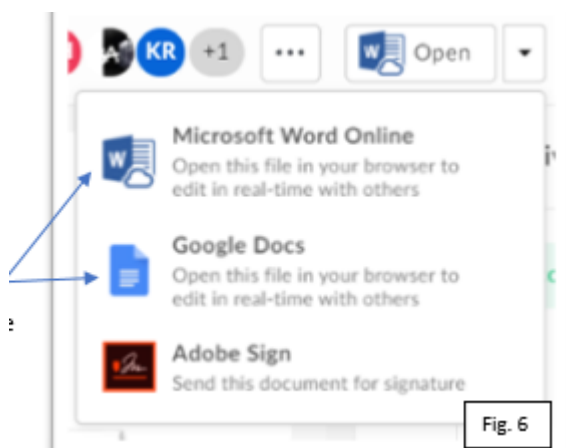 KR
+1
...
W
Open
Microsoft Word Online
W
Open this file in your browser to
edit in real-time with others
Google Docs
Open this file in your browser to
edit in real-time with others
Adobe Sign
Send this document for signature
Fig. 6